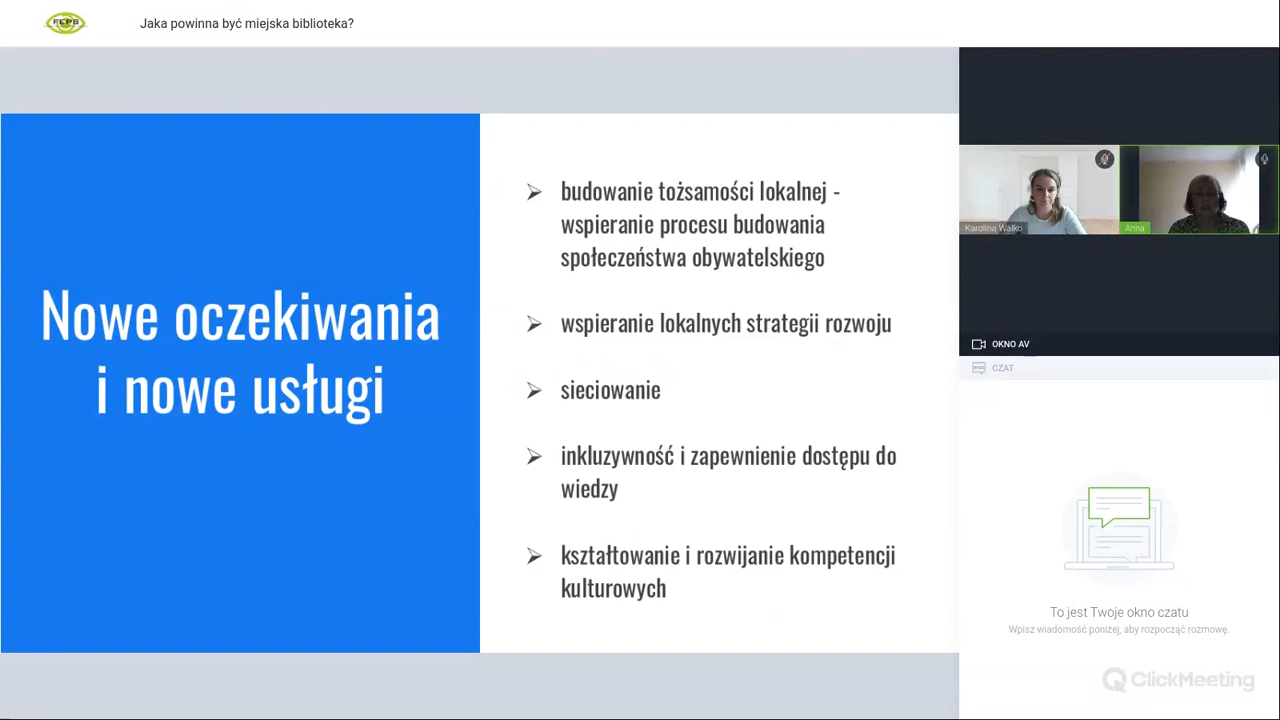 FEPS
Jaka powinna być miejska biblioteka?
Nowe oczekiwania
i nowe usługi
➢ budowanie tożsamości lokalnej -
wspieranie procesu budowania
społeczeństwa obywatelskiego
➢ wspieranie lokalnych strategii rozwoju
➢ sieciowanie
➢ inkluzywność i zapewnienie dostępu do
wiedzy
➢ kształtowanie i rozwijanie kompetencji
kulturowych
Karolina Walko
Anna
OKNO AV
CZAT
To jest Twoje okno czatu
Wpisz wiadomość poniżej, aby rozpocząć rozmowę.
ClickMeeting